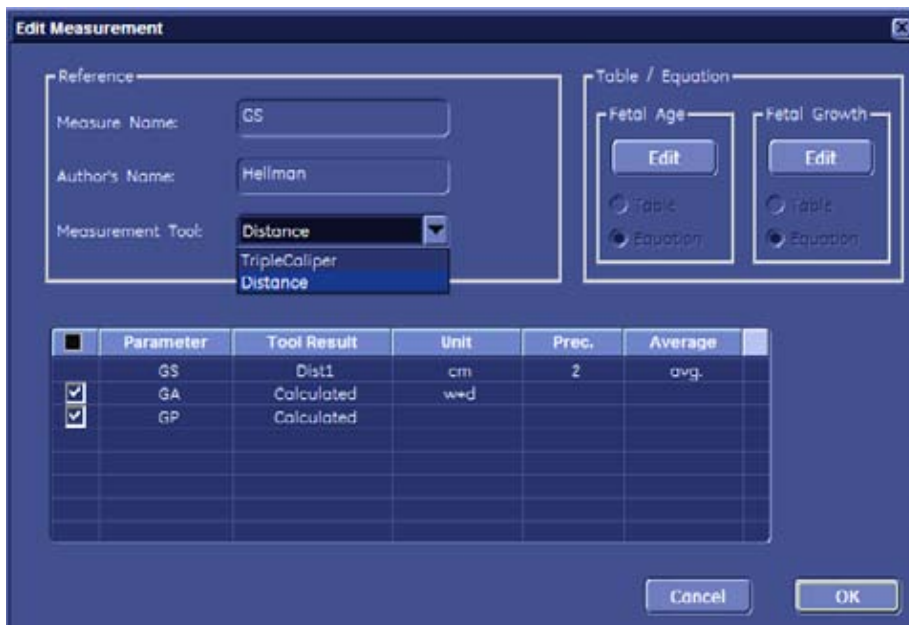 Edit Measurement
Reference
Measure Name: GS
Author's Name: Hellman
Measurement Tool: Distance
TripleCaliper
Distance
Table / Equation
Fetal Age
Edit
Table
Equation
Fetal Growth
Edit
Table
Equation
Parameter Tool Result Unit Prec. Average
GS Dist1 cm 2 avg.
GA Calculated w+d
GP Calculated
Cancel OK